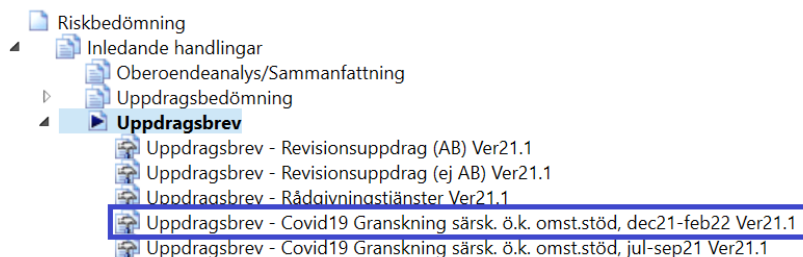 Riskbedömning
Inledande handlingar
Oberoendeanalys/Sammanfattning
Uppdragsbedömning
Uppdragsbrev
Uppdragsbrev - Revisionsuppdrag (AB) Ver21.1
Uppdragsbrev - Revisionsuppdrag (ej AB) Ver21.1
Uppdragsbrev - Rådgivningstjänster Ver21.1
Uppdragsbrev - Covid19 Granskning särsk. ö.k. omst.stöd, dec21-feb22 Ver21.1
Uppdragsbrev - Covid19 Granskning särsk. ö.k. omst.stöd, jul-sep21 Ver21.1